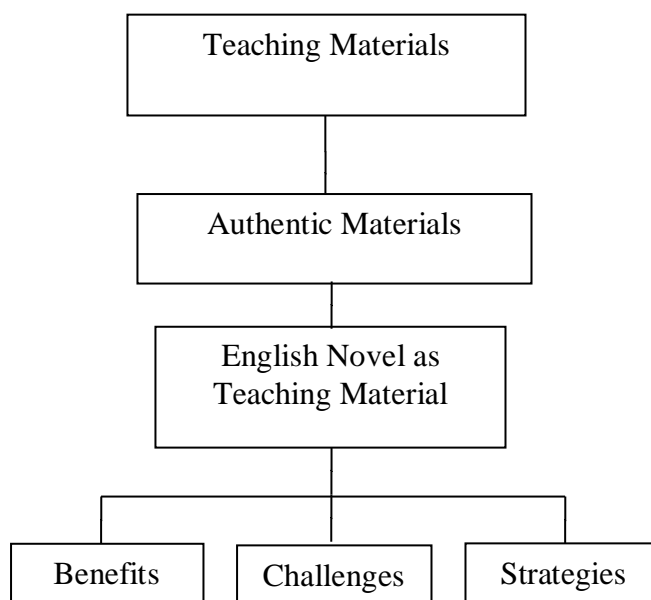 Teaching Materials
Authentic Materials
English Novel as
Teaching Material
Benefits
Challenges
Strategies